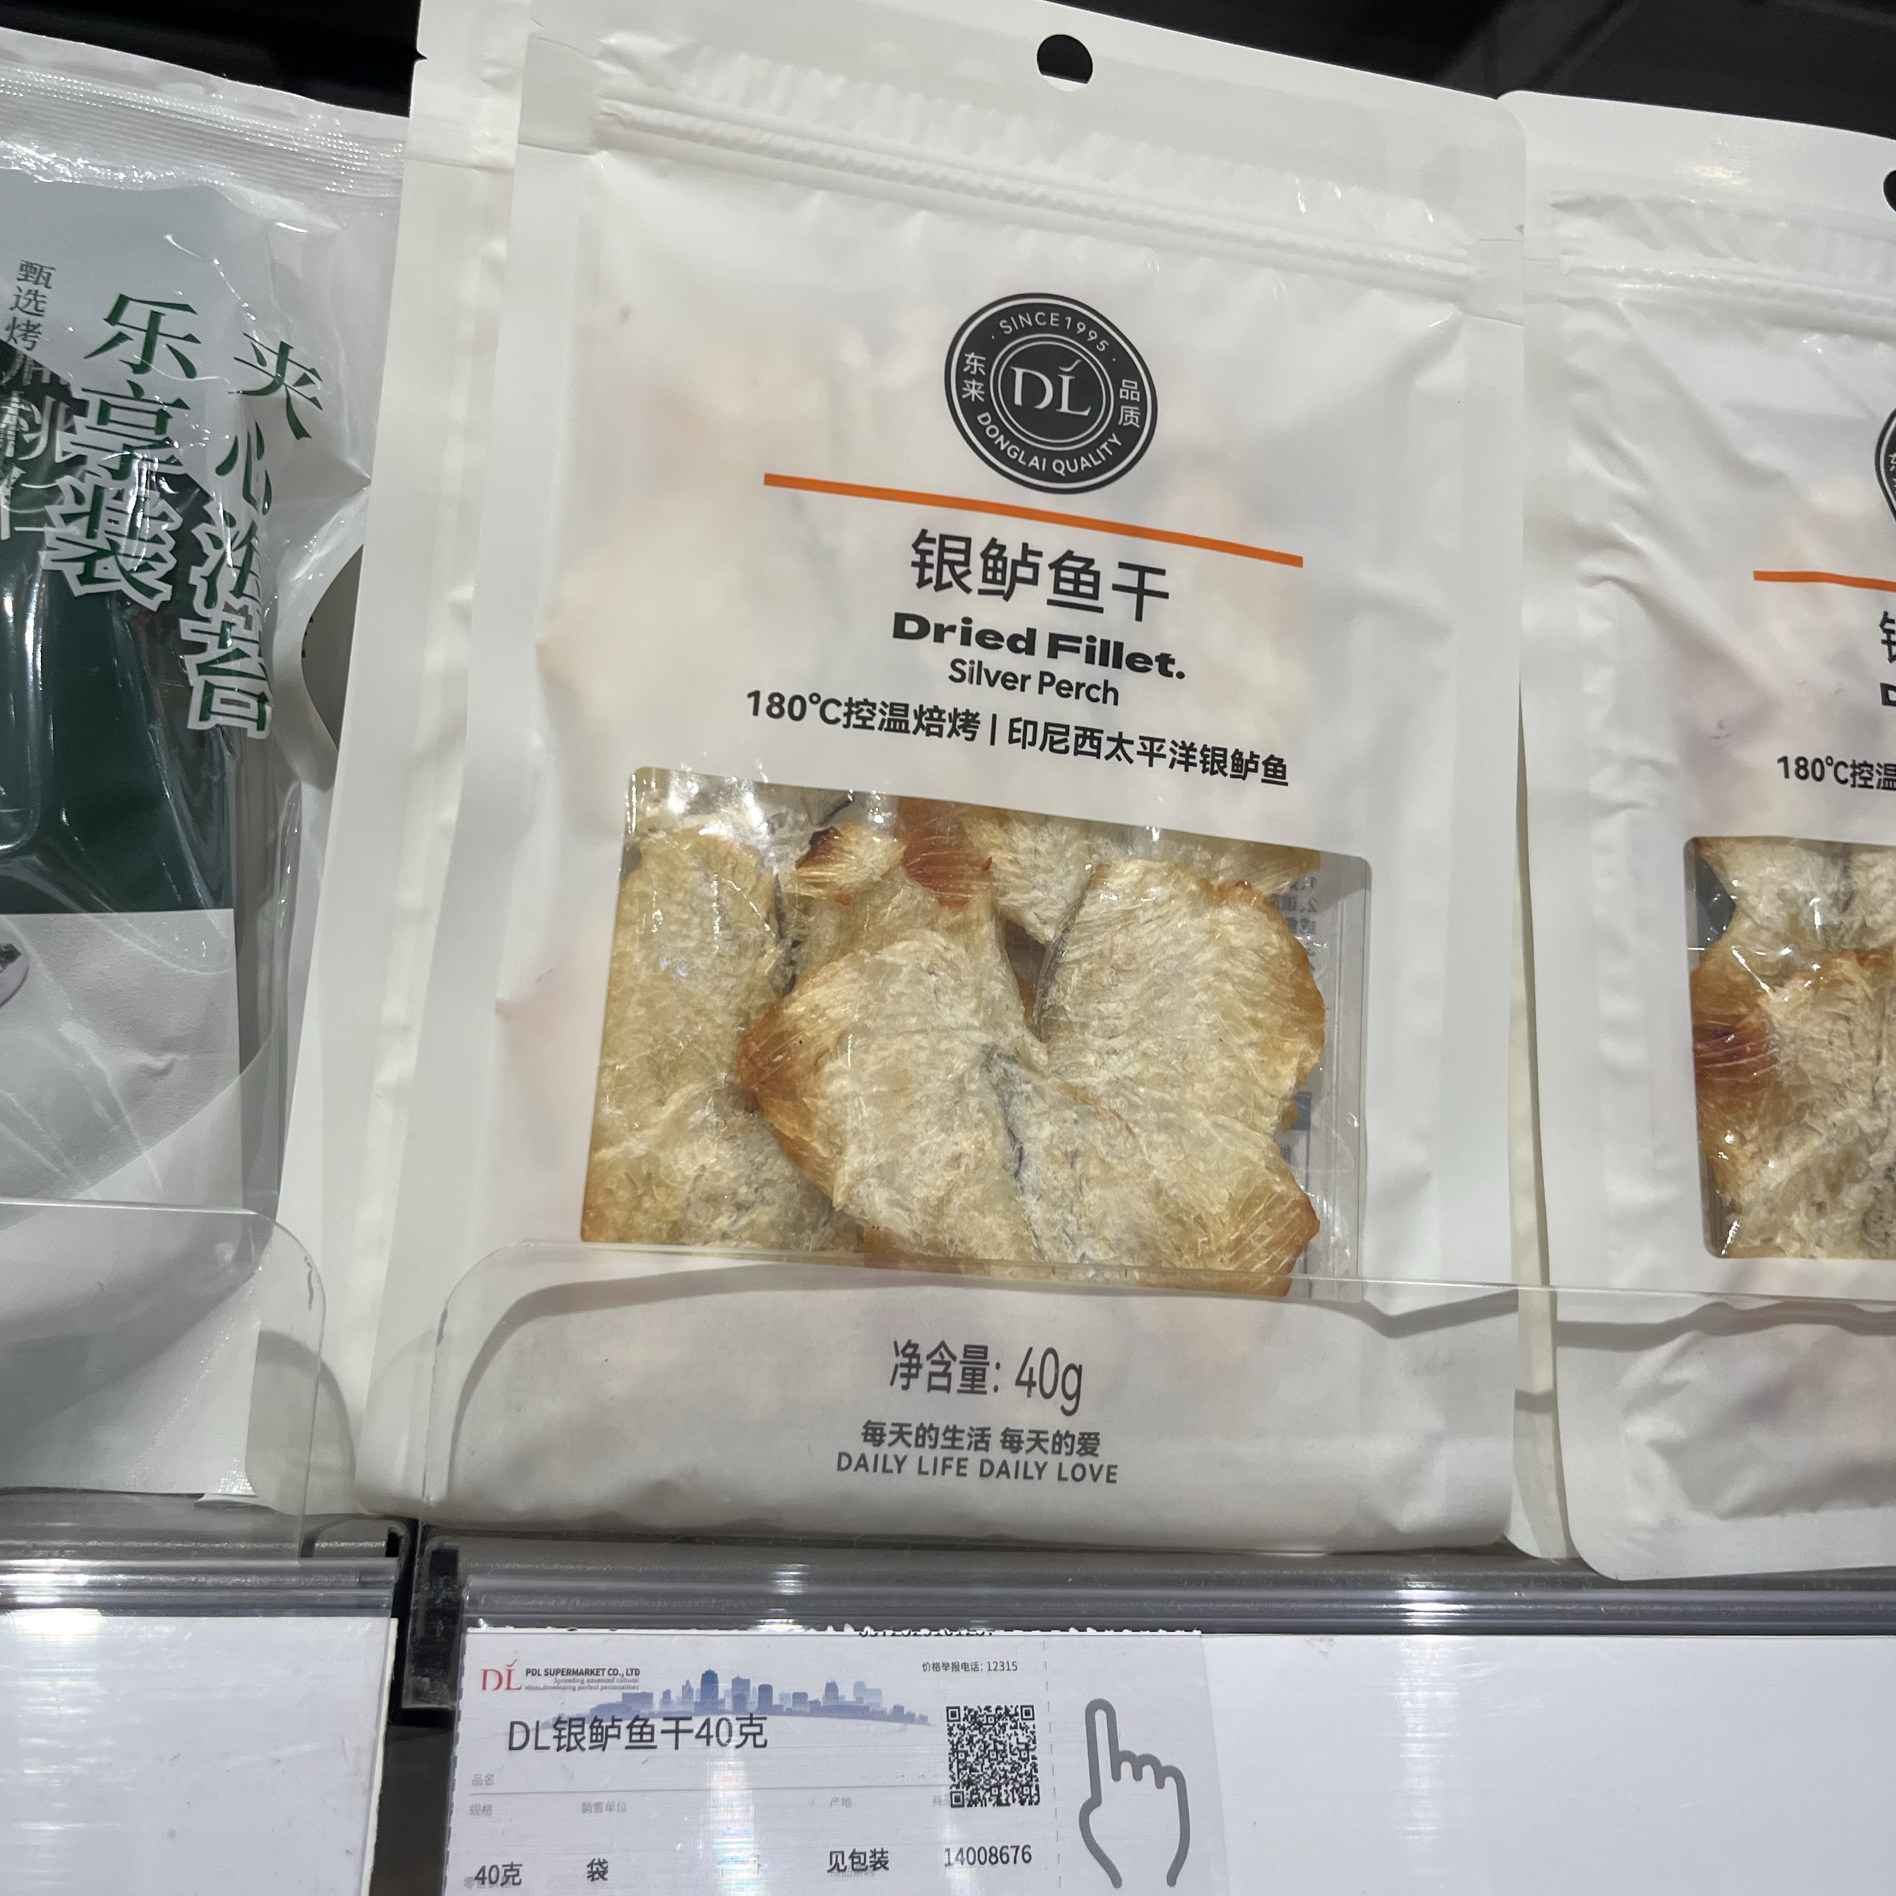 甄选烤
乐享装
夹心海苔
SINCE1995
东来
DL
品质
DONGLAI QUALITY
银鲈鱼干
Dried Fillet.
Silver Perch
180℃控温焙烤 | 印尼西太平洋银鲈鱼
净含量: 40g
每天的生活 每天的爱
DAILY LIFE DAILY LOVE
180℃控温
DL
PDL SUPERMARKET CO., LTD
价格举报电话: 12315
DL银鲈鱼干40克
品名
规格
销售单位
产地
40克
袋
见包装
14008676